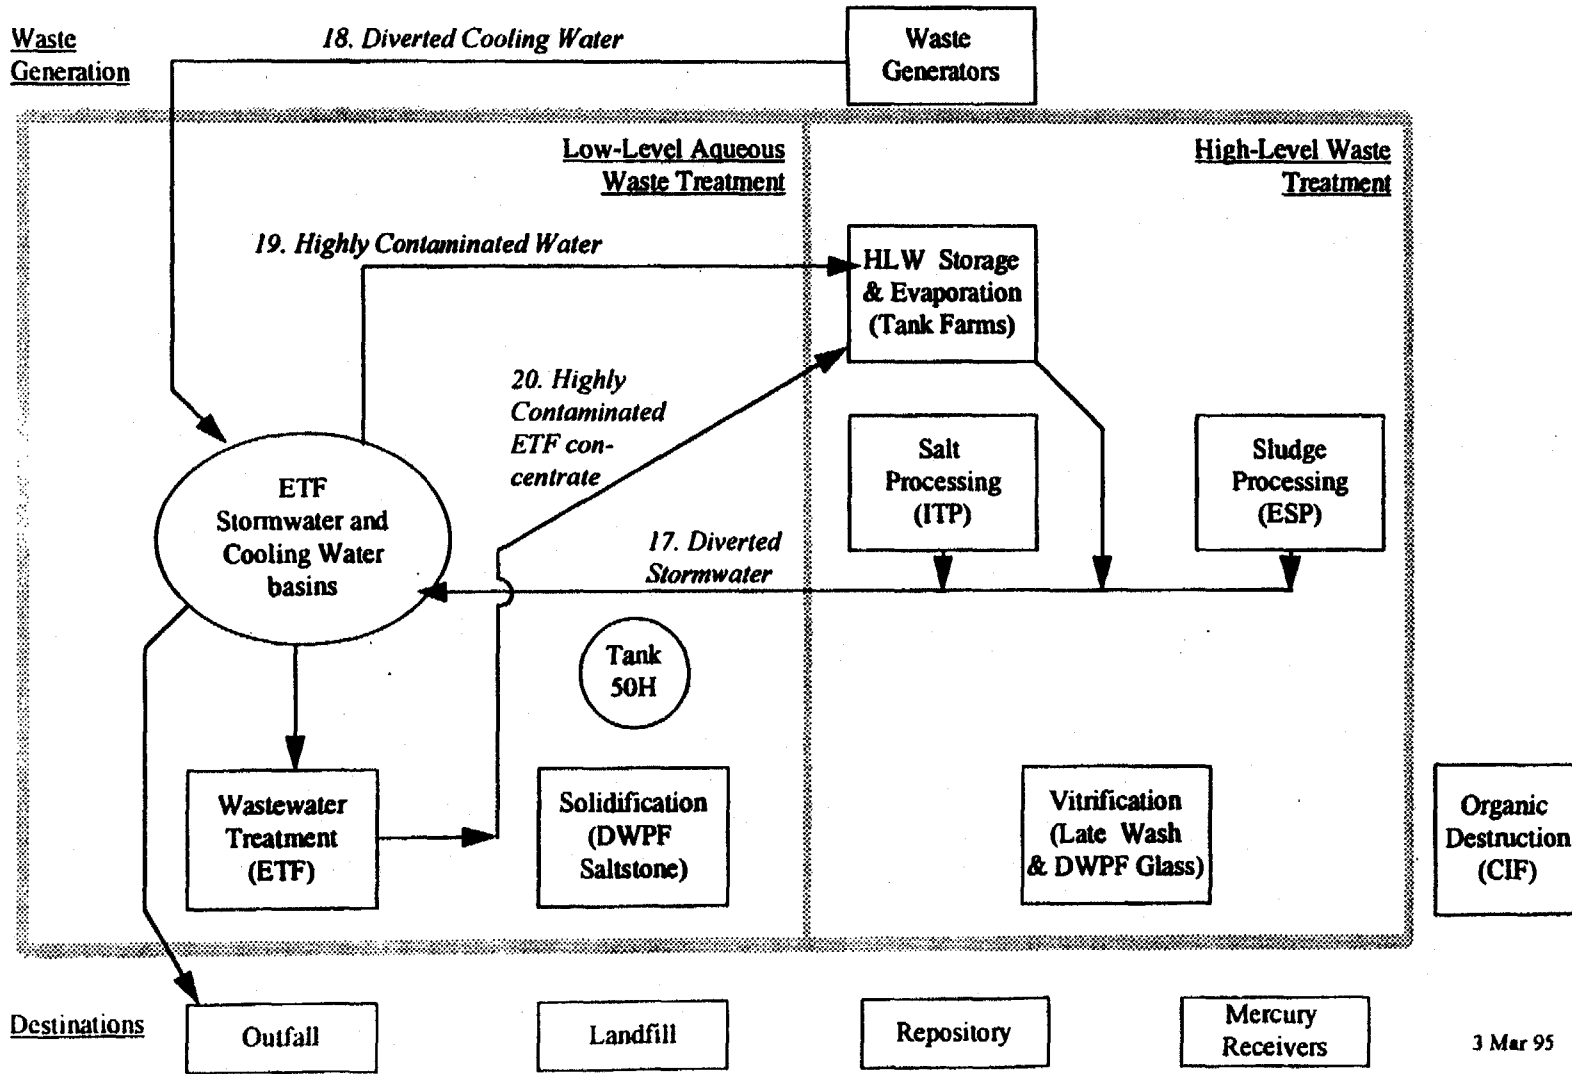 Waste
Generation
18. Diverted Cooling Water
Waste
Generators
Low-Level Aqueous
Waste Treatment
High-Level Waste
Treatment
19. Highly Contaminated Water
HLW Storage
& Evaporation
(Tank Farms)
20. Highly
Contaminated
ETF con-
centrate
Salt
Processing
(ITP)
Sludge
Processing
(ESP)
ETF
Stormwater and
Cooling Water
basins
17. Diverted
Stormwater
Tank
50H
Wastewater
Treatment
(ETF)
Solidification
(DWPF
Saltstone)
Vitrification
(Late Wash
& DWPF Glass)
Organic
Destruction
(CIF)
Destinations
Outfall
Landfill
Repository
Mercury
Receivers
3 Mar 95